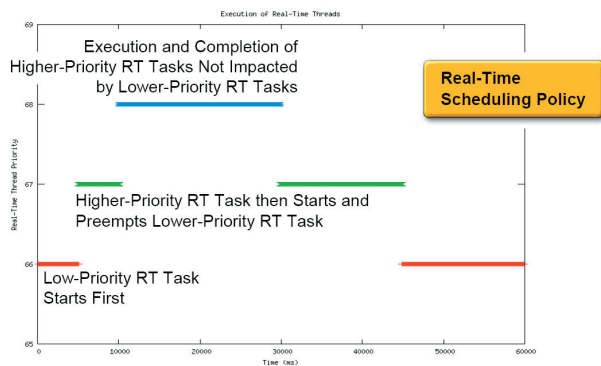 Execution of Real-Time Threads
69
Execution and Completion of
Higher-Priority RT Tasks Not Impacted
by Lower-Priority RT Tasks
Real-Time
Scheduling Policy
68
Real-Time Thread Priority
67
Higher-Priority RT Task then Starts and
Preempts Lower-Priority RT Task
66
Low-Priority RT Task
Starts First
65
0 10000 20000 30000 40000 50000 60000
Time (ms)